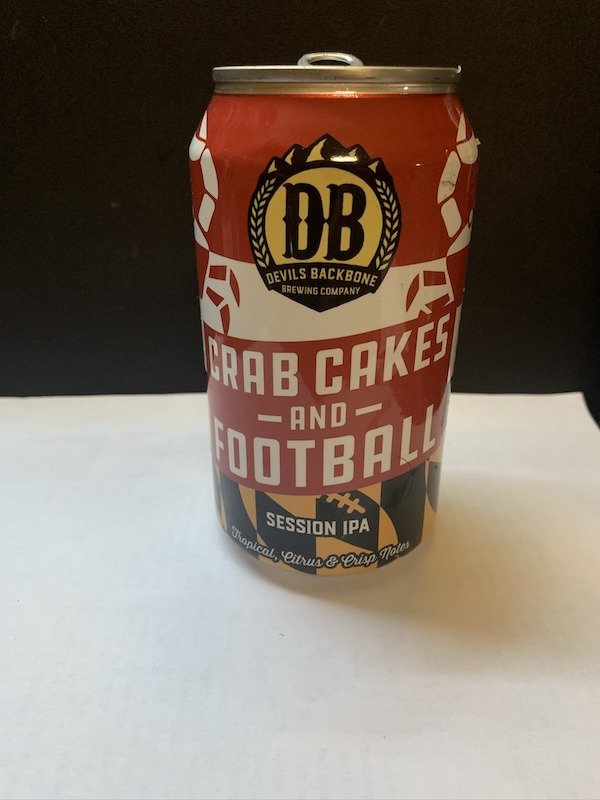 DB
DEVILS BACKBONE
BREWING COMPANY
CRAB CAKES
AND
FOOTBALL
SESSION IPA
Tropical, Citrus & Crisp Notes